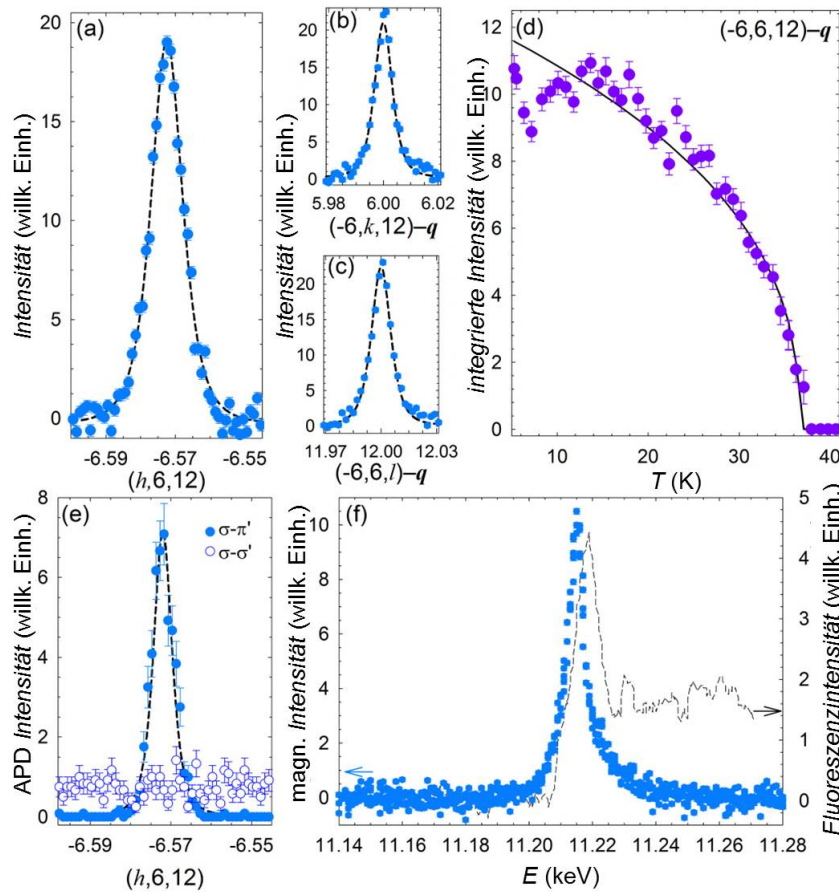 (a)
Intensität (willk. Einh.)
20
15
10
5
0
-6.59
-6.57
-6.55
(h,6,12)
(b)
Intensität (willk. Einh.)
20
15
10
5
0
5.98
6.00
6.02
(-6,k,12)–q
(c)
20
10
0
11.97
12.00
12.03
(-6,6,l)–q
(d)
(-6,6,12)–q
integrierte Intensität (willk. Einh.)
12
10
8
6
4
2
0
10
20
30
40
T (K)
(e)
σ-π'
σ-σ'
APD Intensität (willk. Einh.)
8
6
4
2
0
-6.59
-6.57
-6.55
(h,6,12)
(f)
magn. Intensität (willk. Einh.)
10
8
6
4
2
0
11.14
11.16
11.18
11.20
11.22
11.24
11.26
11.28
E (keV)
5
4
3
2
1
0
Fluoreszenzintensität (willk. Einh.)